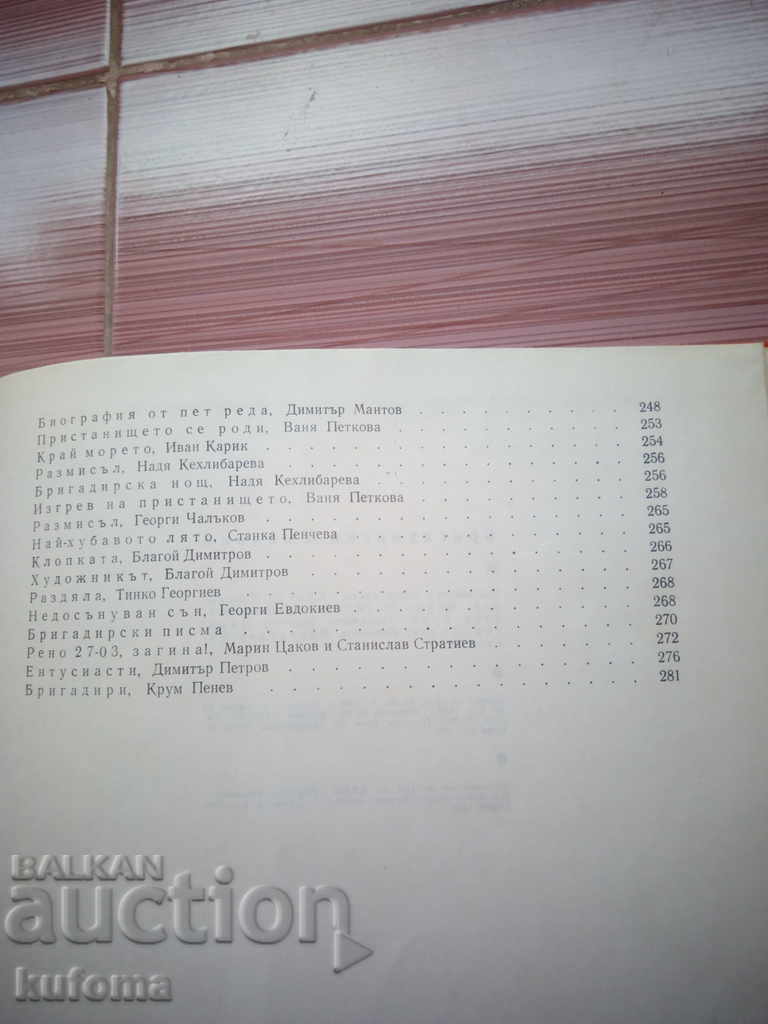 Биография от пет реда, Димитър Мантов . . . . . . . . . . . . 248
Пристанището се роди, Ваня Петкова . . . . . . . . . . . . 253
Край морето, Иван Карик . . . . . . . . . . . . . . . . . 254
Размисъл, Надя Кехлибарева . . . . . . . . . . . . . . . . 256
Бригадирска нощ, Надя Кехлибарева . . . . . . . . . . . . . 256
Изгрев на пристанището, Ваня Петкова . . . . . . . . . . . . 258
Размисъл, Георги Чалъков . . . . . . . . . . . . . . . . . 265
Най-хубавото лято, Станка Пенчева . . . . . . . . . . . . . 265
Клопката, Благой Димитров . . . . . . . . . . . . . . . . 266
Художникът, Благой Димитров . . . . . . . . . . . . . . . 267
Раздяла, Тинко Георгиев . . . . . . . . . . . . . . . . . 268
Недосънуван сън, Георги Евдокиев . . . . . . . . . . . . . 268
Бригадирски писма . . . . . . . . . . . . . . . . . . . 270
Рено 27-03, загина!, Марин Цаков и Станислав Стратиев . . . . . . . . 272
Ентусиасти, Димитър Петров . . . . . . . . . . . . . . . . 276
Бригадири, Крум Пенев . . . . . . . . . . . . . . . . . 281
BALKAN
auction
kufoma